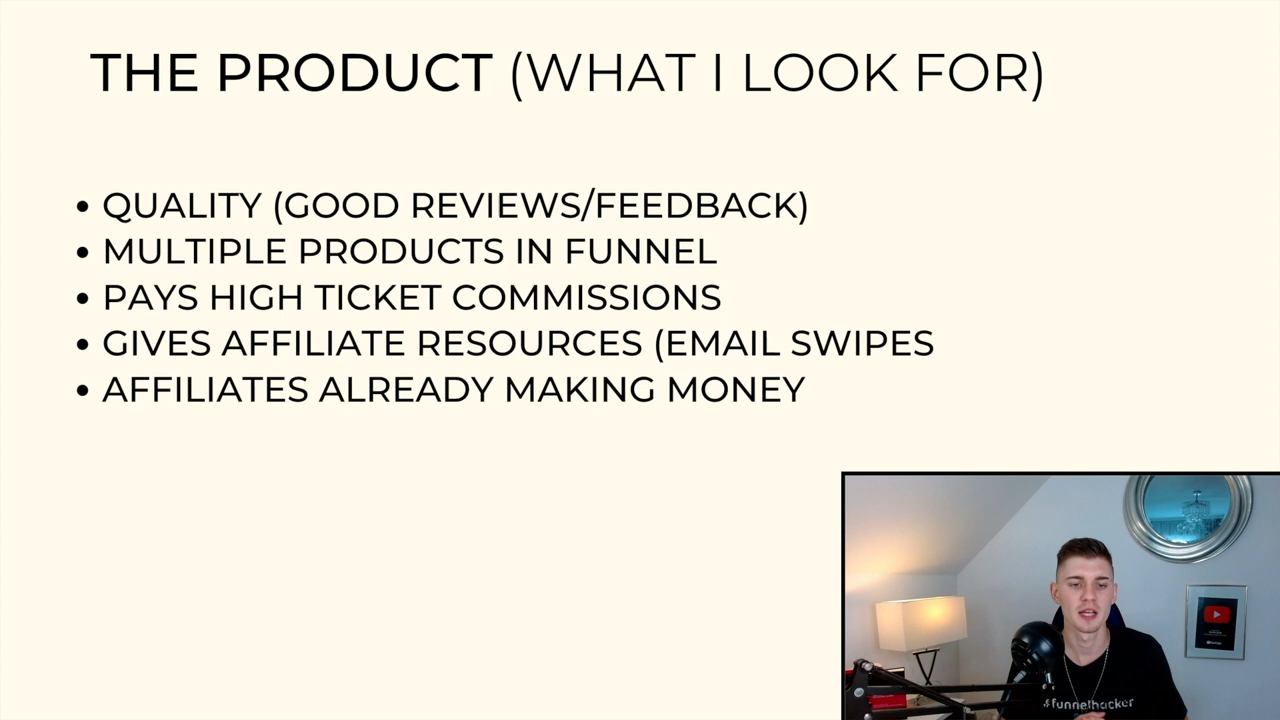 THE PRODUCT (WHAT I LOOK FOR)
• QUALITY (GOOD REVIEWS/FEEDBACK)
• MULTIPLE PRODUCTS IN FUNNEL
• PAYS HIGH TICKET COMMISSIONS
• GIVES AFFILIATE RESOURCES (EMAIL SWIPES
• AFFILIATES ALREADY MAKING MONEY
#funnelhacker